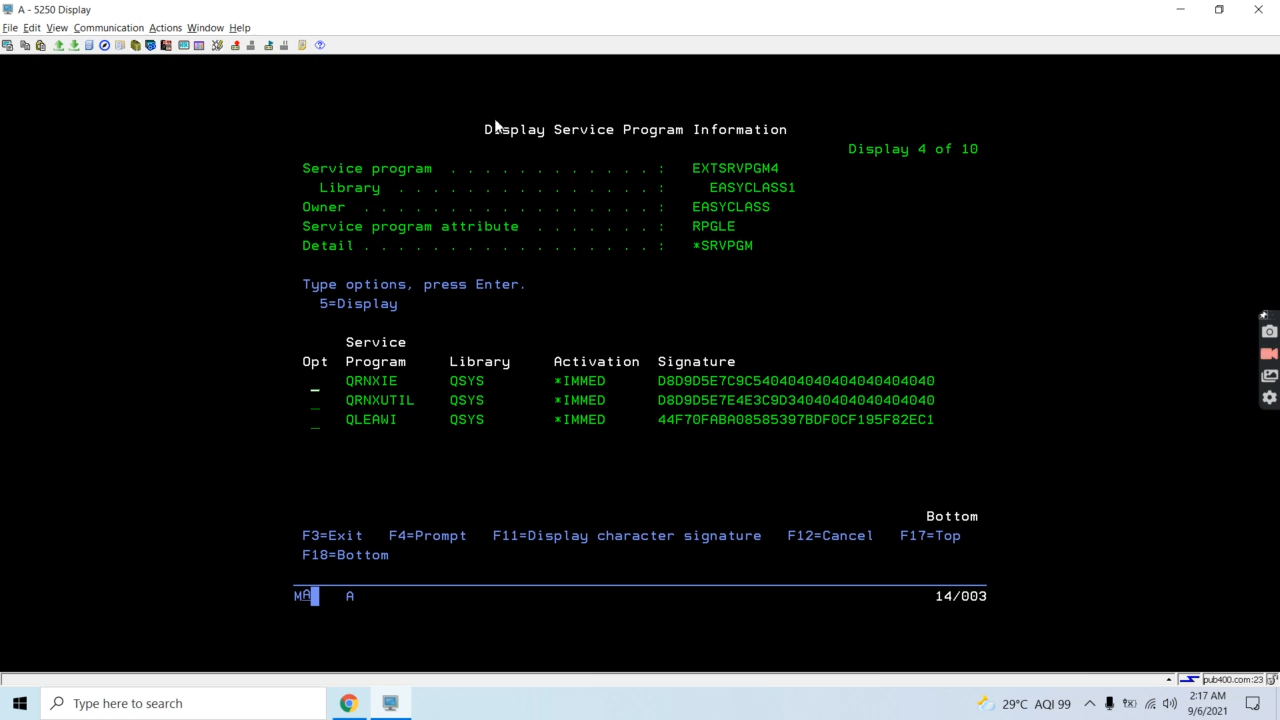 A - 5250 Display
File Edit View Communication Actions Window Help
Display Service Program Information
Display 4 of 10
Service program . . . . . . . . . . . . : EXTSRVPGM4
Library . . . . . . . . . . . . . . . : EASYCLASS1
Owner . . . . . . . . . . . . . . . . . : EASYCLASS
Service program attribute . . . . . . . : RPGLE
Detail . . . . . . . . . . . . . . . . . : *SRVPGM
Type options, press Enter.
5=Display
Service
Opt Program Library Activation Signature
_ QRNXIE QSYS *IMMED D8D9D5E7C9C540404040404040404040
_ QRNXUTIL QSYS *IMMED D8D9D5E7E4E3C9D34040404040404040
_ QLEAWI QSYS *IMMED 44F70FABA08585397BDF0CF195F82EC1
Bottom
F3=Exit F4=Prompt F11=Display character signature F12=Cancel F17=Top
F18=Bottom
MA A 14/003
pub400.com:23
Type here to search
29°C AQI 99
2:17 AM
9/6/2021